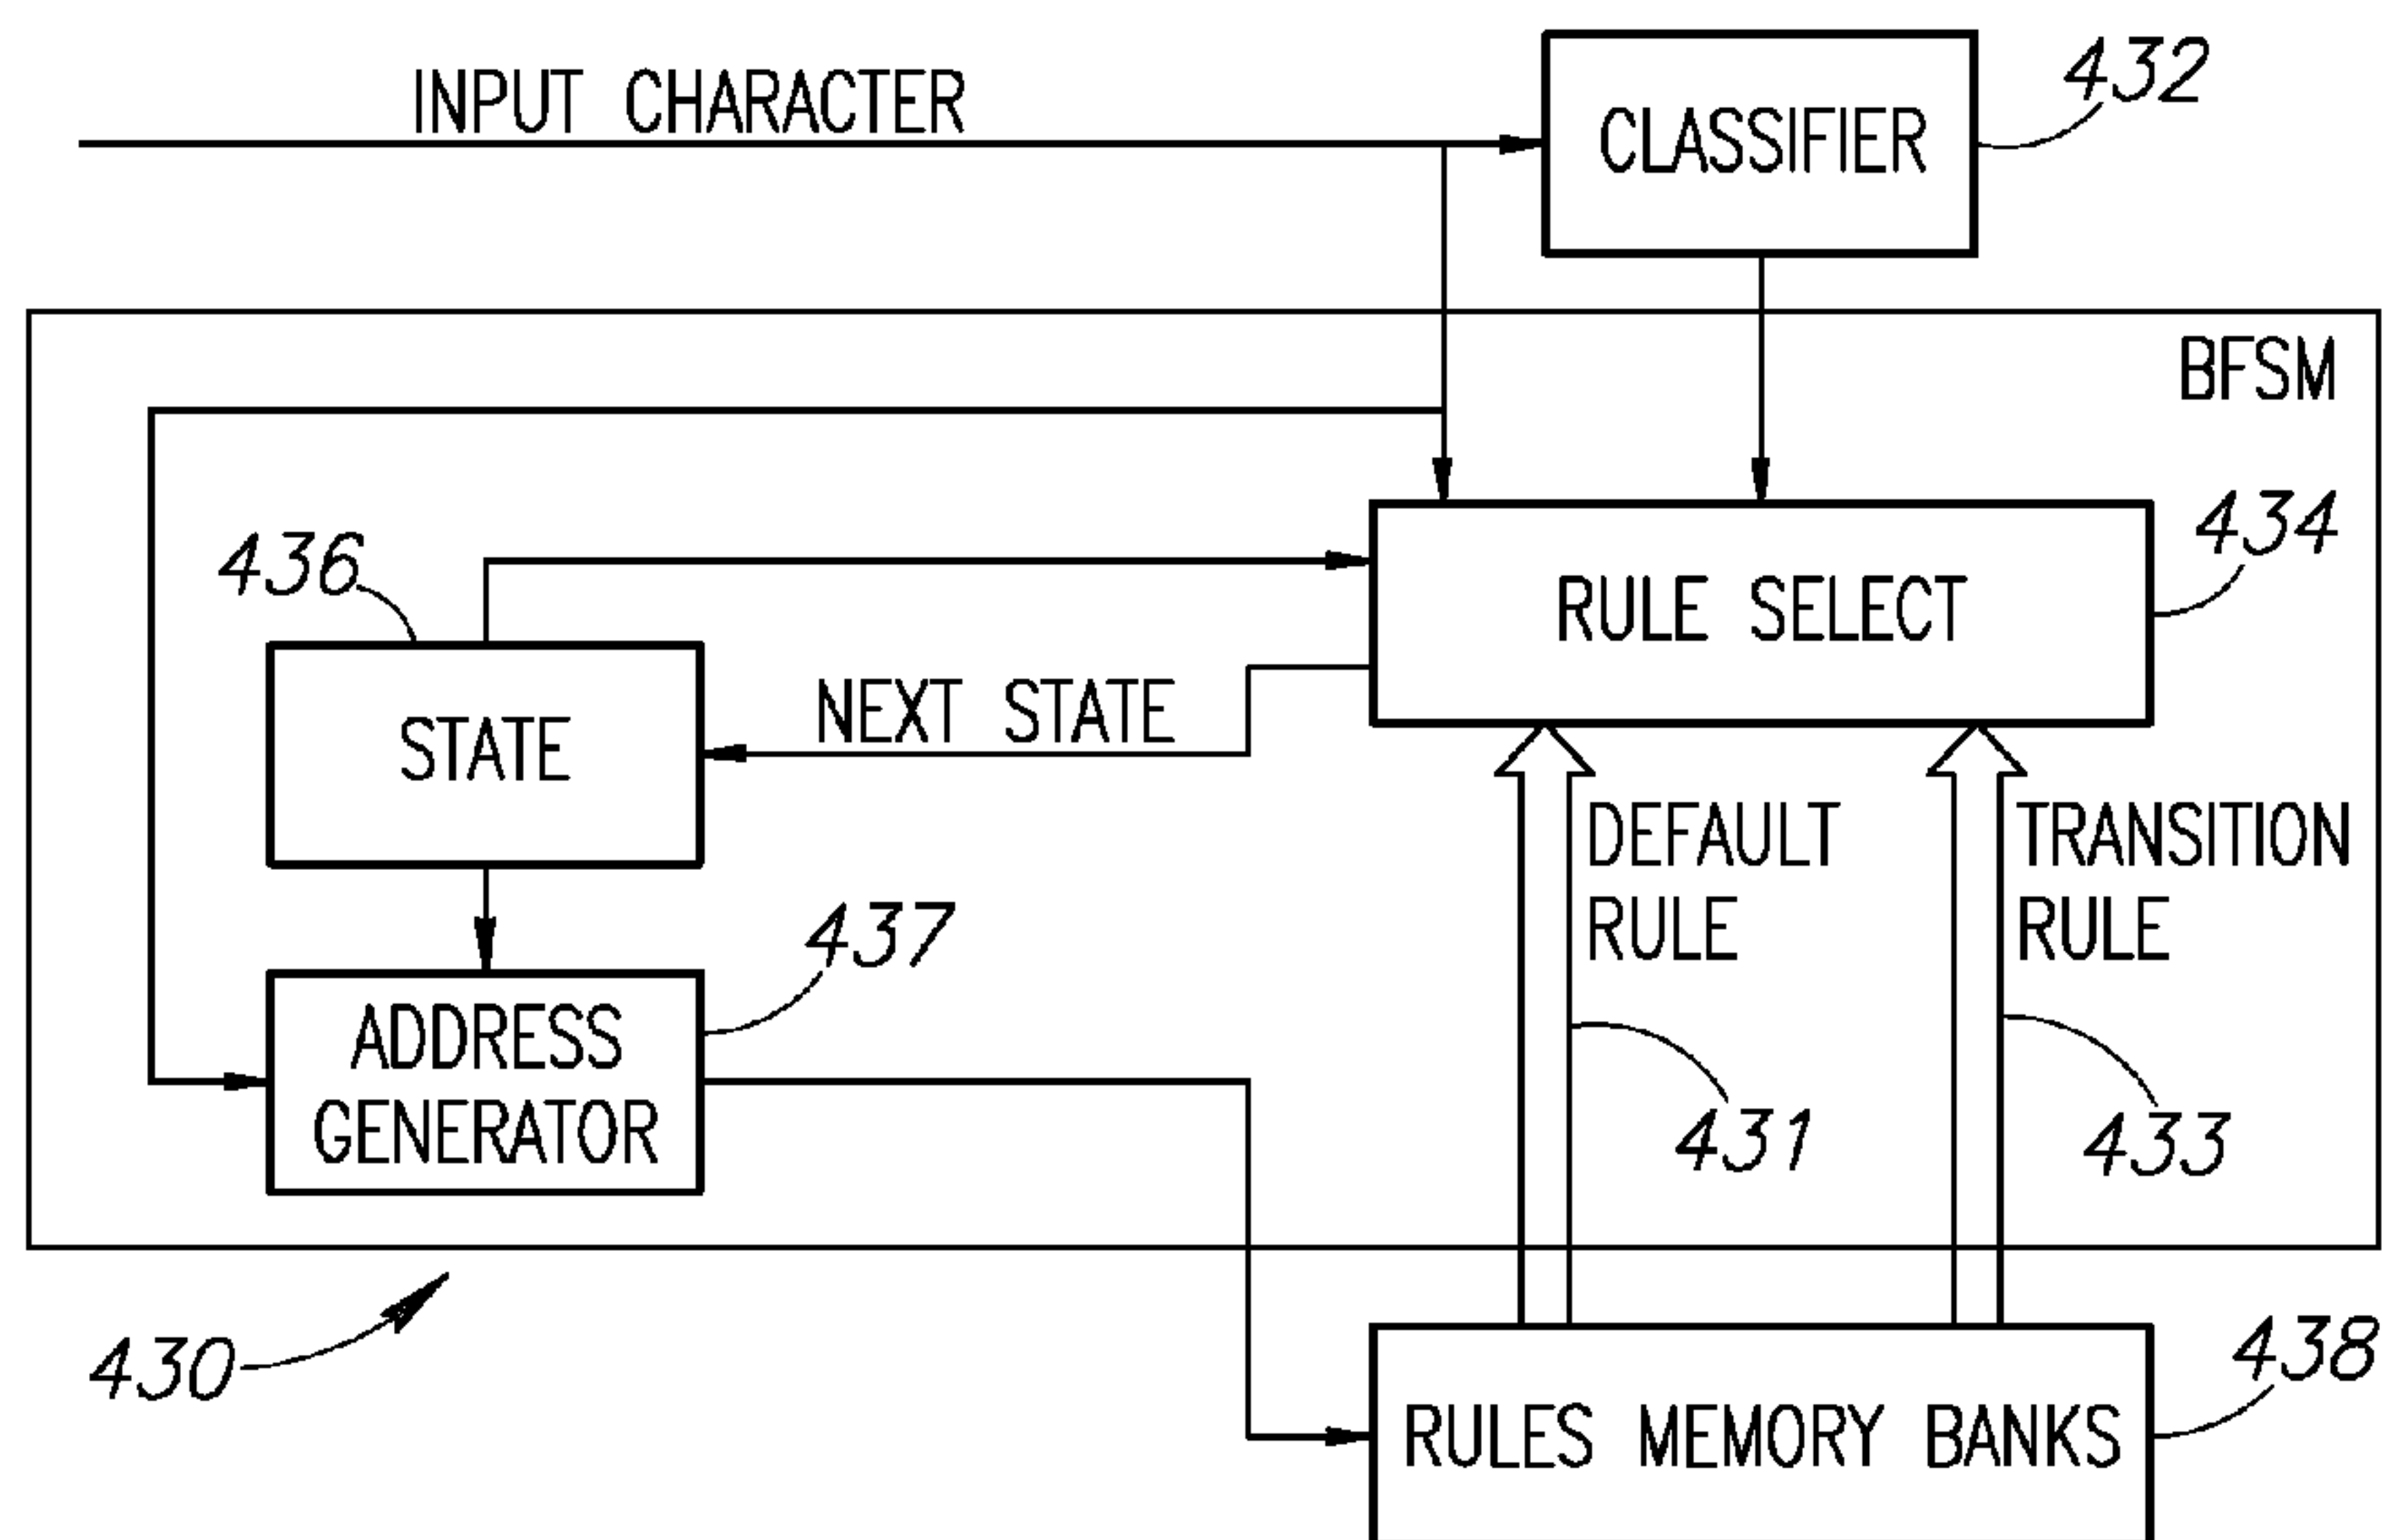 INPUT CHARACTER
CLASSIFIER
432
BFSM
436
434
RULE SELECT
NEXT STATE
STATE
DEFAULT
RULE
TRANSITION
RULE
437
ADDRESS
GENERATOR
431
433
430
438
RULES MEMORY BANKS